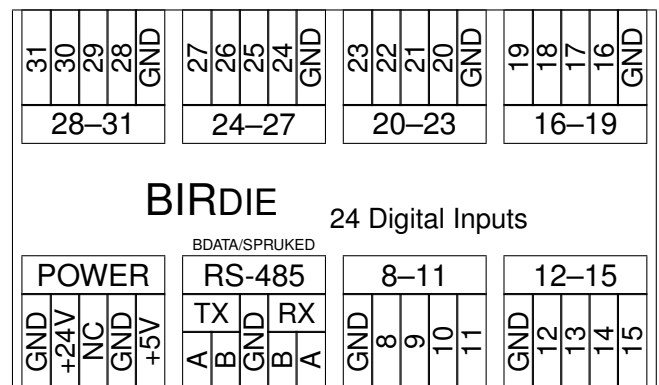 31 30 29 28 GND 27 26 25 24 GND 23 22 21 20 GND 19 18 17 16 GND
28–31 24–27 20–23 16–19
BIRDIE 24 Digital Inputs
BDATA/SPRUKED
POWER RS-485 8–11 12–15
TX RX
GND +24V NC GND +5V A B GND B A GND 8 9 10 11 GND 12 13 14 15